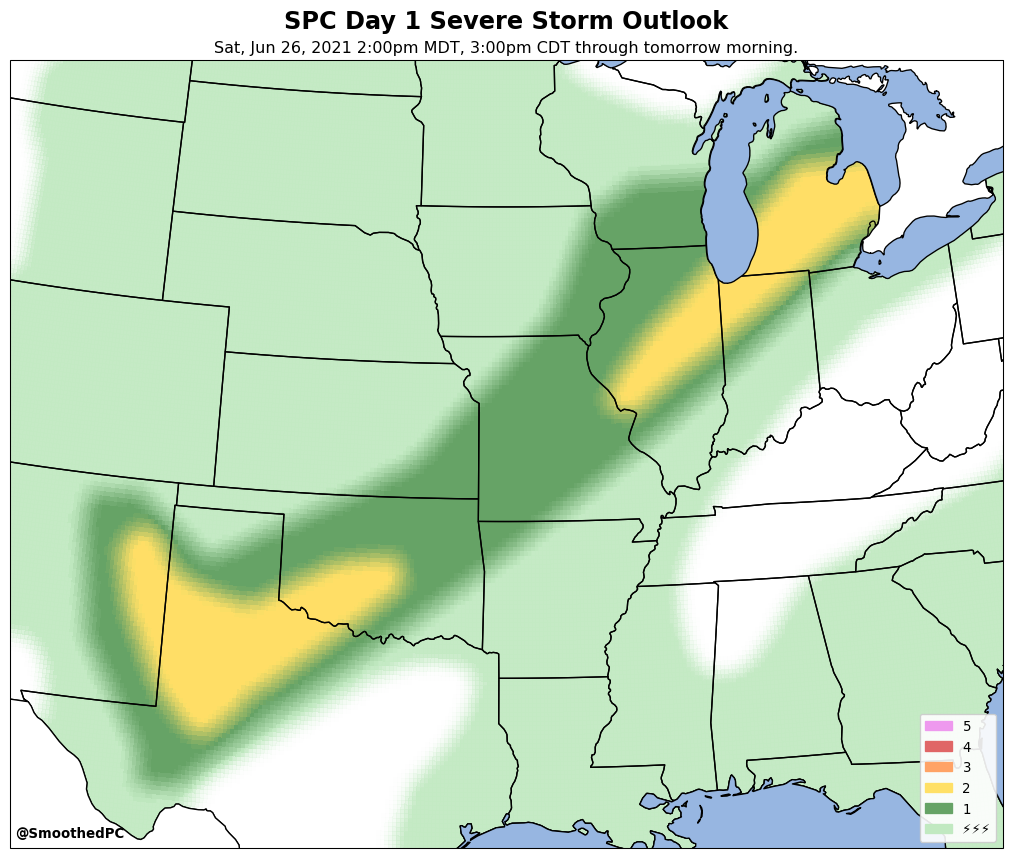 SPC Day 1 Severe Storm Outlook
Sat, Jun 26, 2021 2:00pm MDT, 3:00pm CDT through tomorrow morning.
5
4
3
2
1
⚡⚡⚡
@SmoothedPC